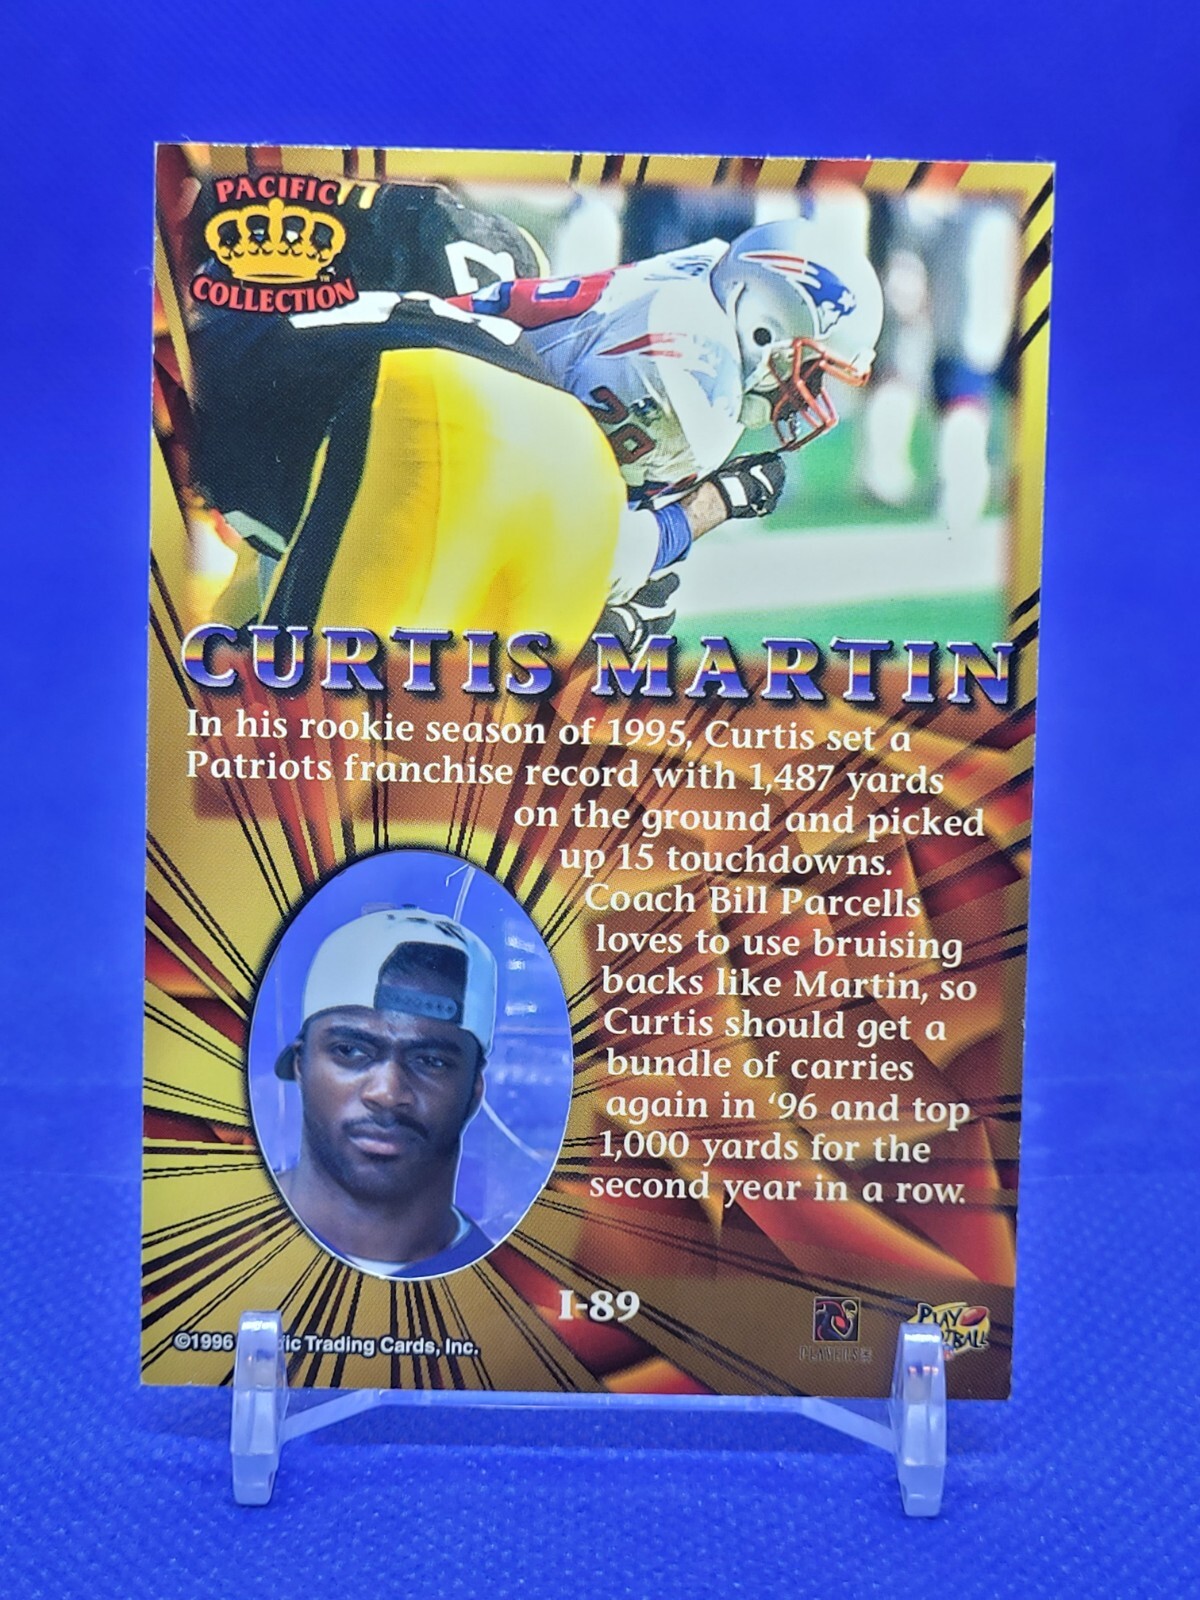 PACIFIC
COLLECTION
28
CURTIS MARTIN
In his rookie season of 1995, Curtis set a
Patriots franchise record with 1,487 yards
on the ground and picked
up 15 touchdowns.
Coach Bill Parcells
loves to use bruising
backs like Martin, so
Curtis should get a
bundle of carries
again in ‘96 and top
1,000 yards for the
second year in a row.
I-89
©1996 Trading Cards, Inc.
PLAYERS
PLAY